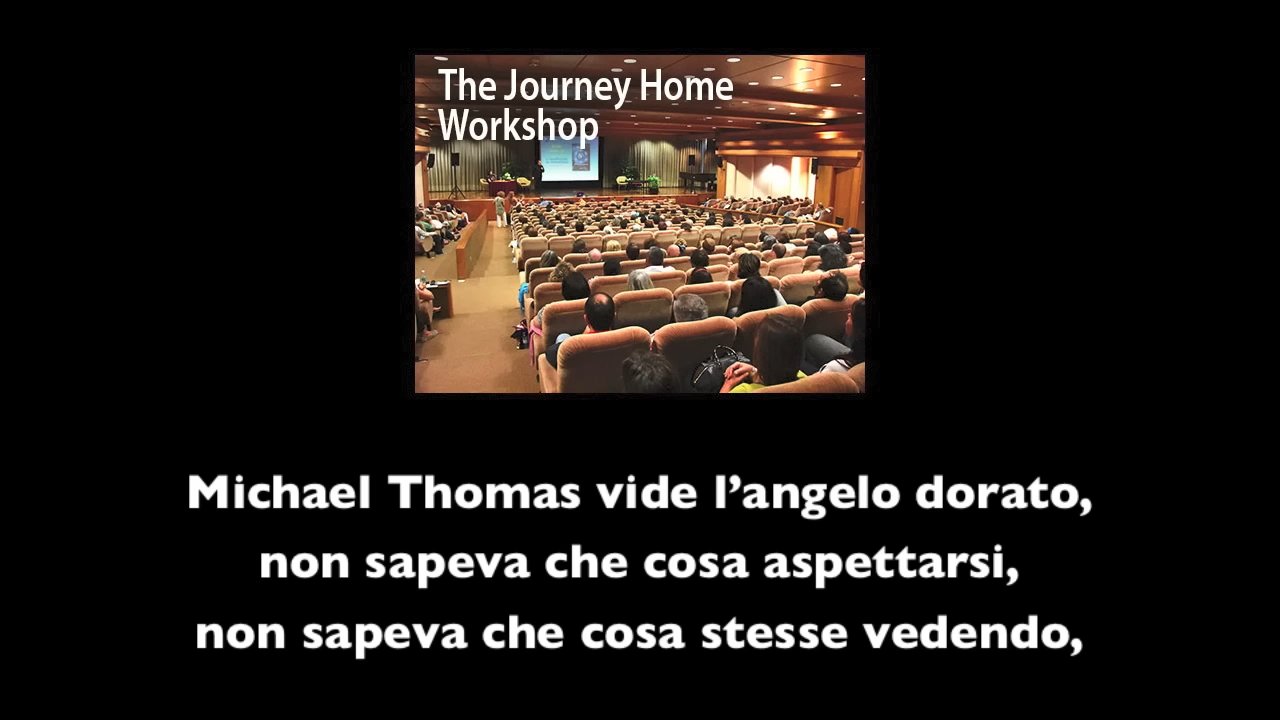 The Journey Home
Workshop
Michael Thomas vide l’angelo dorato,
non sapeva che cosa aspettarsi,
non sapeva che cosa stesse vedendo,